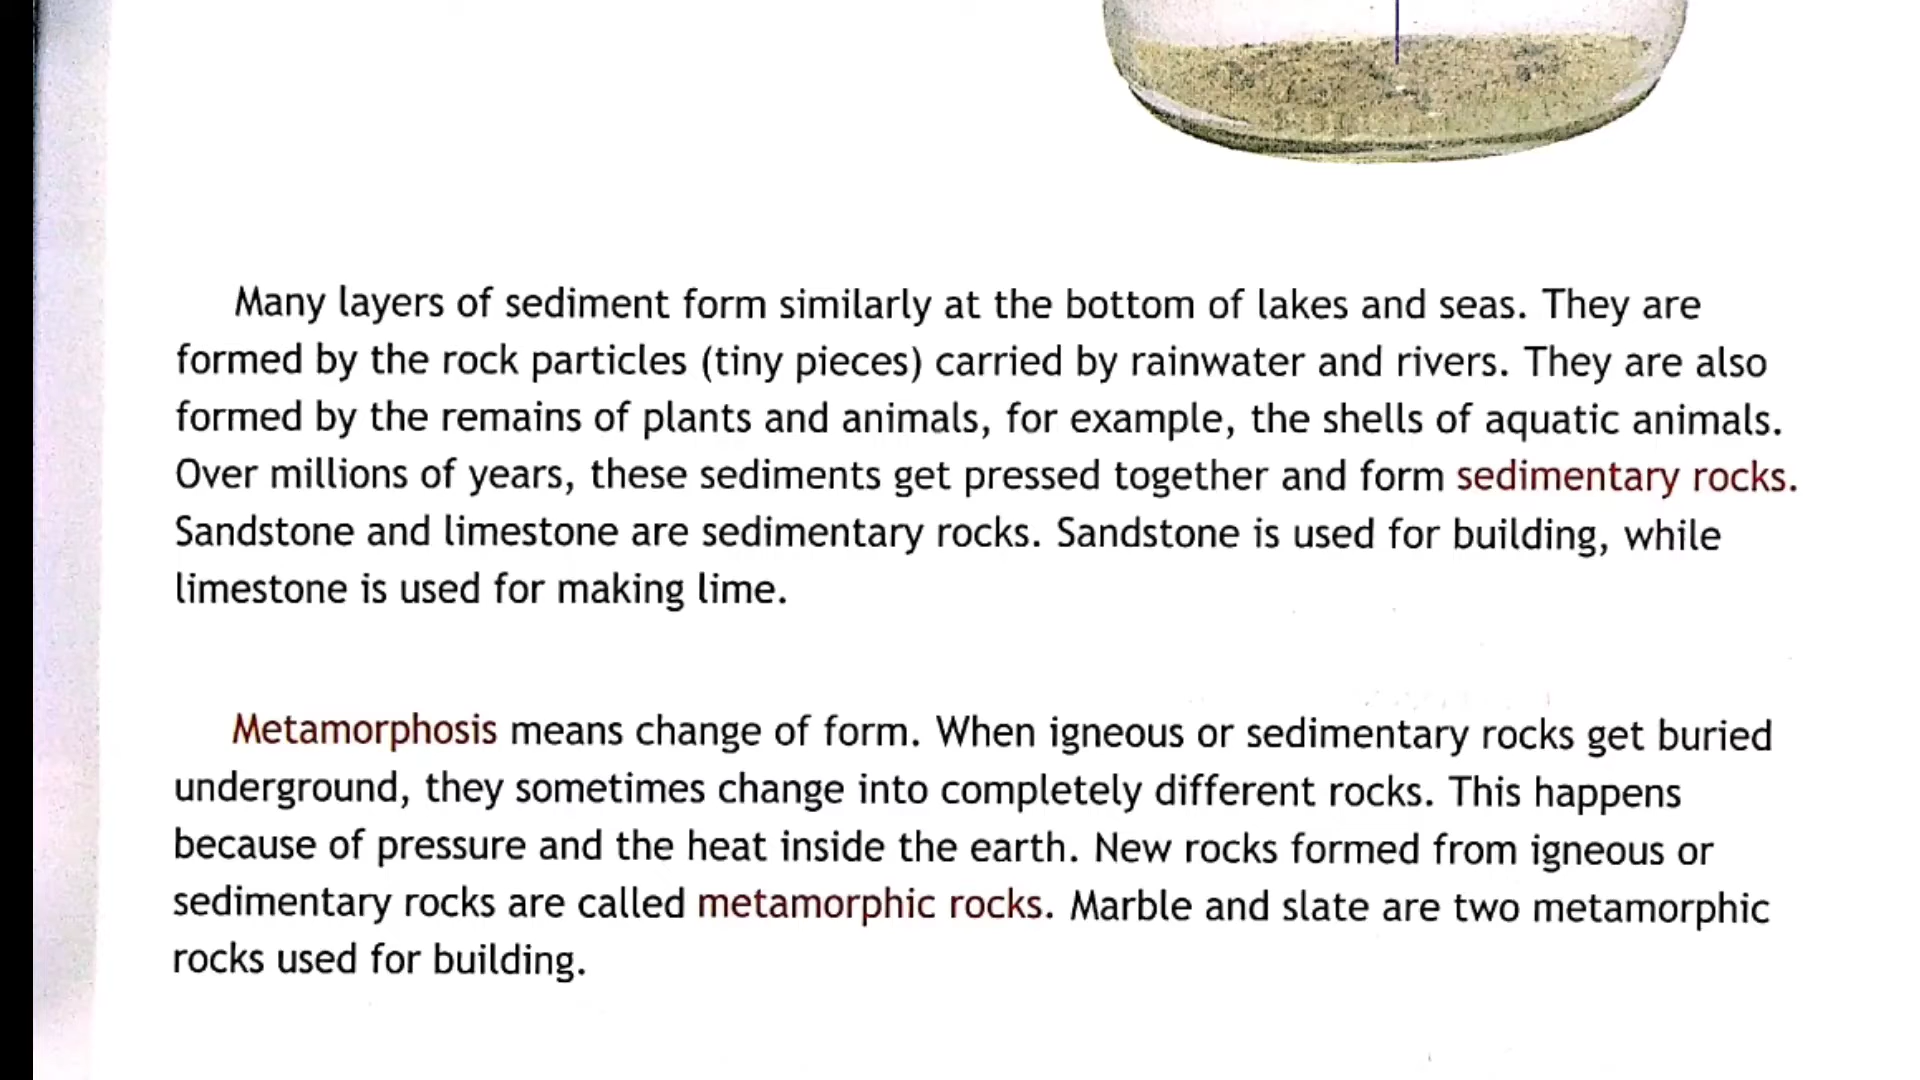 Many layers of sediment form similarly at the bottom of lakes and seas. They are
formed by the rock particles (tiny pieces) carried by rainwater and rivers. They are also
formed by the remains of plants and animals, for example, the shells of aquatic animals.
Over millions of years, these sediments get pressed together and form sedimentary rocks.
Sandstone and limestone are sedimentary rocks. Sandstone is used for building, while
limestone is used for making lime.
Metamorphosis means change of form. When igneous or sedimentary rocks get buried
underground, they sometimes change into completely different rocks. This happens
because of pressure and the heat inside the earth. New rocks formed from igneous or
sedimentary rocks are called metamorphic rocks. Marble and slate are two metamorphic
rocks used for building.